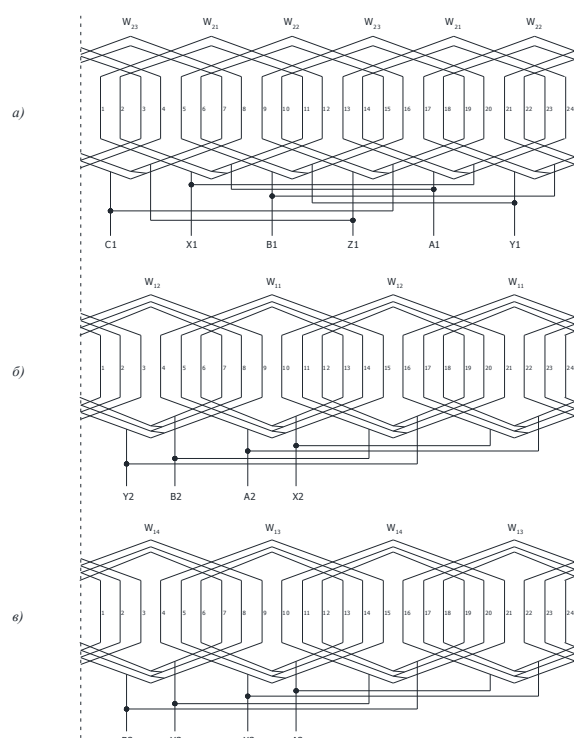 W23 W21 W22 W23 W21 W22
а) 1 2 3 4 5 6 7 8 9 10 11 12 13 14 15 16 17 18 19 20 21 22 23 24
C1 X1 B1 Z1 A1 Y1
W12 W11 W12 W11
б) 1 2 3 4 5 6 7 8 9 10 11 12 13 14 15 16 17 18 19 20 21 22 23 24
Y2 B2 A2 X2
W14 W13 W14 W13
в) 1 2 3 4 5 6 7 8 9 10 11 12 13 14 15 16 17 18 19 20 21 22 23 24